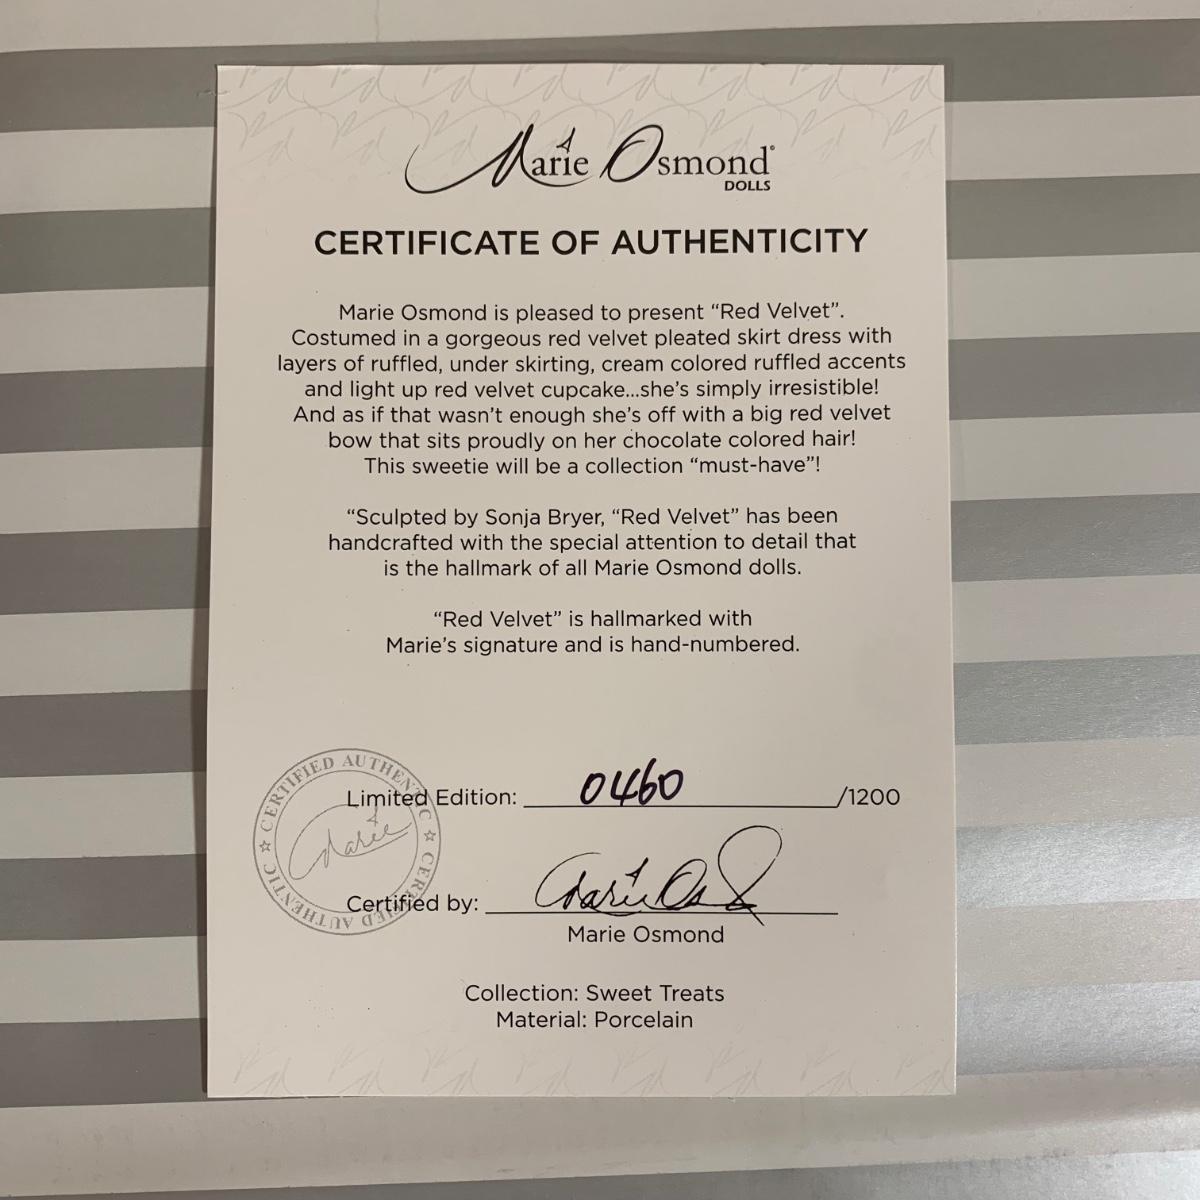 Marie Osmond
DOLLS
CERTIFICATE OF AUTHENTICITY
Marie Osmond is pleased to present “Red Velvet”.
Costumed in a gorgeous red velvet pleated skirt dress with
layers of ruffled, under skirting, cream colored ruffled accents
and light up red velvet cupcake...she’s simply irresistible!
And as if that wasn’t enough she’s off with a big red velvet
bow that sits proudly on her chocolate colored hair!
This sweetie will be a collection “must-have”!
“Sculpted by Sonja Bryer, “Red Velvet” has been
handcrafted with the special attention to detail that
is the hallmark of all Marie Osmond dolls.
“Red Velvet” is hallmarked with
Marie’s signature and is hand-numbered.
CERTIFIED AUTHENTIC ☆ CERTIFIED AUTHENTIC ☆
Marie
Limited Edition: 0460 /1200
Certified by: Marie Osmond
Marie Osmond
Collection: Sweet Treats
Material: Porcelain